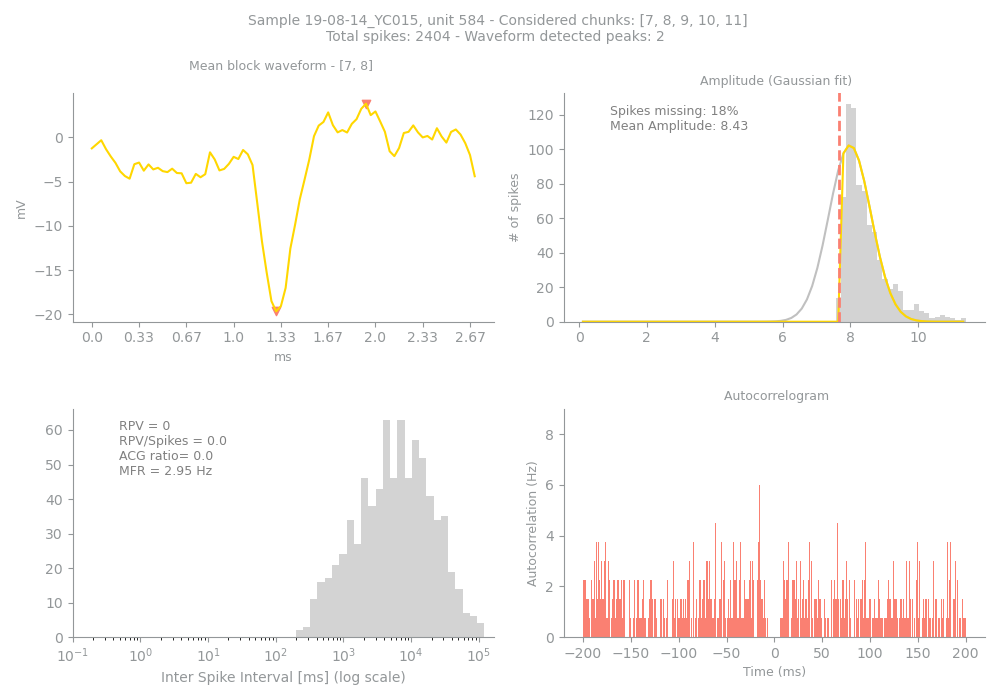 Sample 19-08-14_YC015, unit 584 - Considered chunks: [7, 8, 9, 10, 11]
Total spikes: 2404 - Waveform detected peaks: 2
Mean block waveform - [7, 8]
mV
0
−5
−10
−15
−20
0.0 0.33 0.67 1.0 1.33 1.67 2.0 2.33 2.67
ms
Amplitude (Gaussian fit)
Spikes missing: 18%
Mean Amplitude: 8.43
# of spikes
120
100
80
60
40
20
0
0 2 4 6 8 10
RPV = 0
RPV/Spikes = 0.0
ACG ratio= 0.0
MFR = 2.95 Hz
60
50
40
30
20
10
0
10⁻¹ 10⁰ 10¹ 10² 10³ 10⁴ 10⁵
Inter Spike Interval [ms] (log scale)
Autocorrelogram
Autocorrelation (Hz)
8
6
4
2
0
−200 −150 −100 −50 0 50 100 150 200
Time (ms)